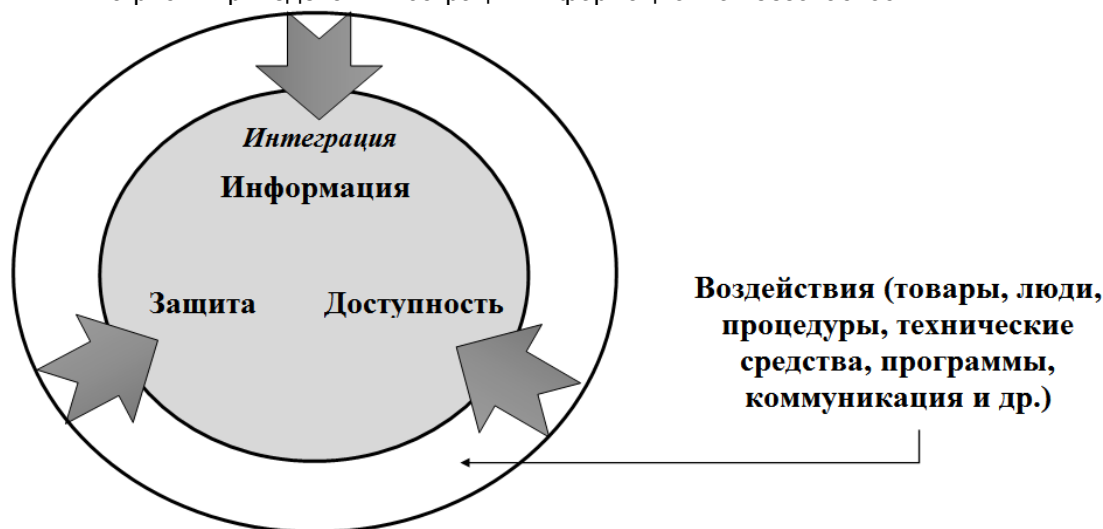 Интеграция
Информация
Защита Доступность
Воздействия (товары, люди,
процедуры, технические
средства, программы,
коммуникация и др.)